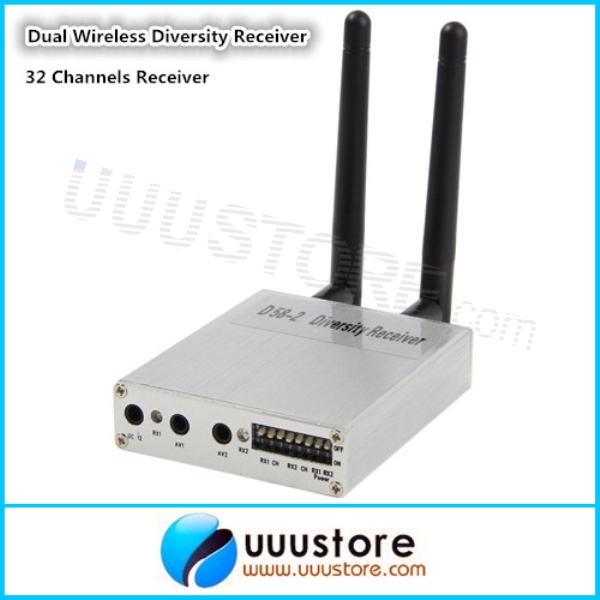 Dual Wireless Diversity Receiver
32 Channels Receiver
UUUSTORE.com
D58-2 Diversity Receiver
DC 12 RX1 AV1 AV2 RX2 RX1 CH RX2 CH RX1 RX2
Power
OFF
ON
uuustore
www.uuustore.com